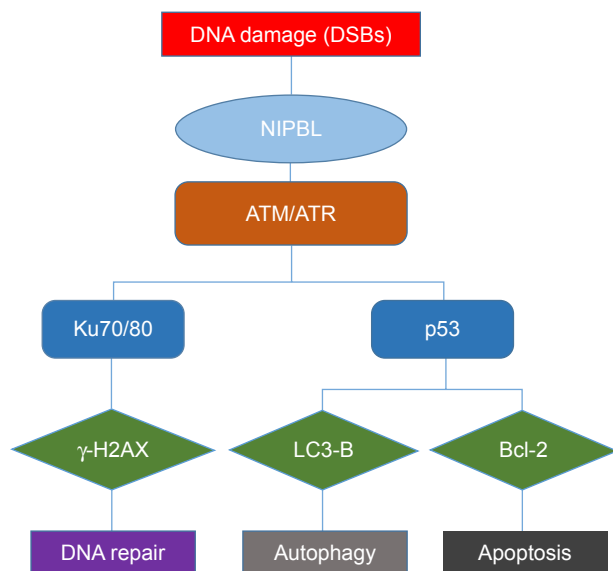 DNA damage (DSBs)
NIPBL
ATM/ATR
Ku70/80
p53
γ-H2AX
LC3-B
Bcl-2
DNA repair
Autophagy
Apoptosis